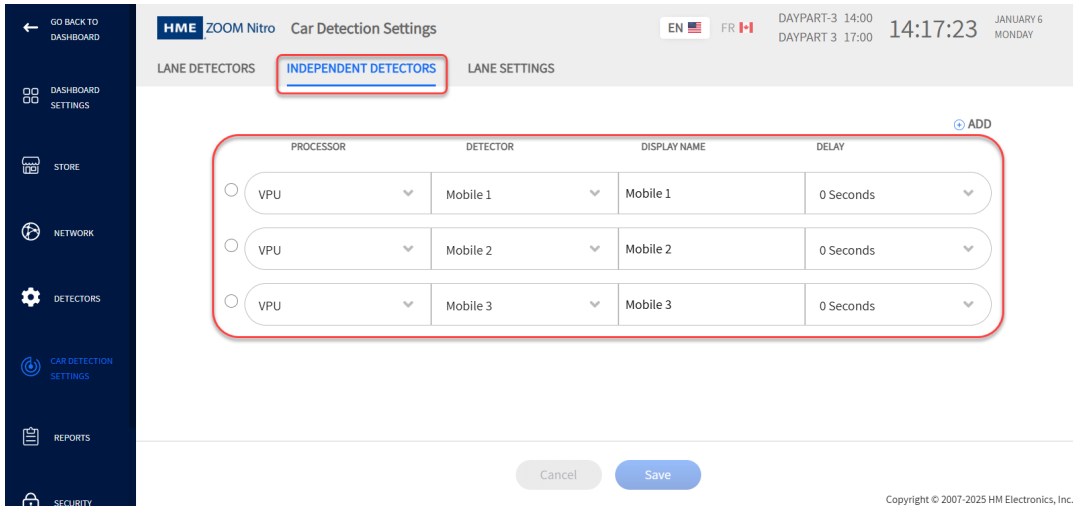 GO BACK TO
DASHBOARD
HME ZOOM Nitro Car Detection Settings
EN FR
DAYPART-3 14:00
DAYPART 3 17:00
14:17:23
JANUARY 6
MONDAY
LANE DETECTORS INDEPENDENT DETECTORS LANE SETTINGS
DASHBOARD
SETTINGS
STORE
NETWORK
DETECTORS
CAR DETECTION
SETTINGS
REPORTS
SECURITY
ADD
PROCESSOR DETECTOR DISPLAY NAME DELAY
VPU Mobile 1 Mobile 1 0 Seconds
VPU Mobile 2 Mobile 2 0 Seconds
VPU Mobile 3 Mobile 3 0 Seconds
Cancel Save
Copyright © 2007-2025 HM Electronics, Inc.